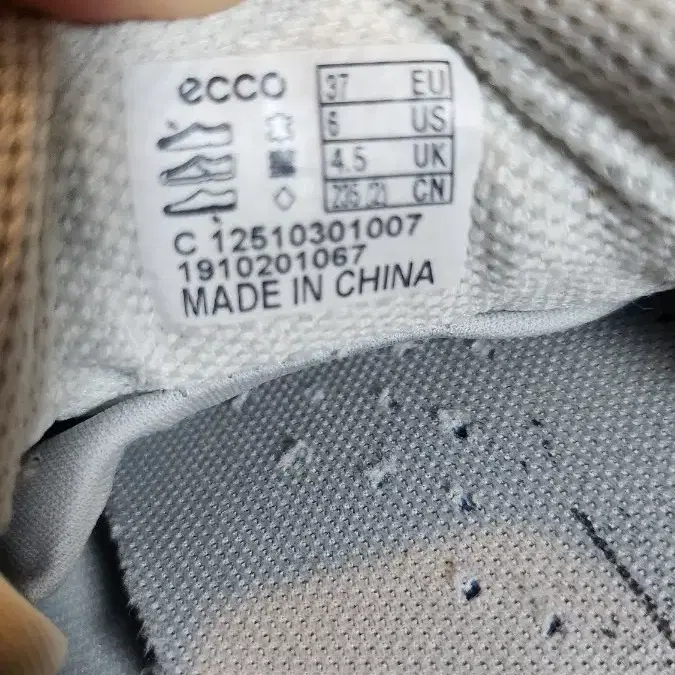 ecco
37 EU
6 US
4.5 UK
235 (2) CN
C 12510301007
1910201067
MADE IN CHINA